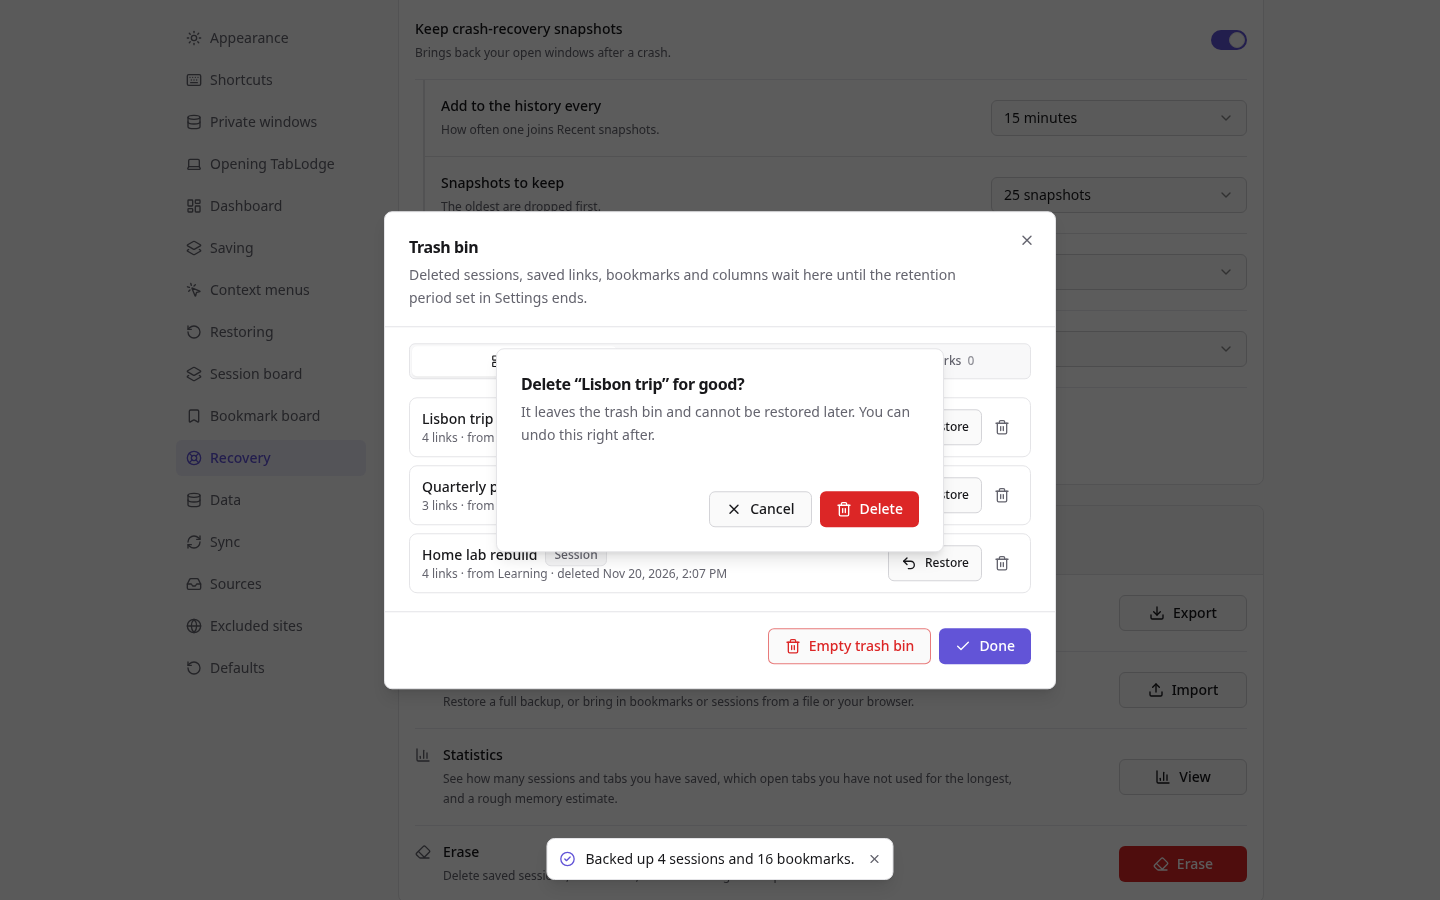 Appearance
Shortcuts
Private windows
Opening TabLodge
Dashboard
Saving
Context menus
Restoring
Session board
Bookmark board
Recovery
Data
Sync
Sources
Excluded sites
Defaults
Keep crash-recovery snapshots
Brings back your open windows after a crash.
Add to the history every
How often one joins Recent snapshots.
15 minutes
Snapshots to keep
The oldest are dropped first.
25 snapshots
Trash bin
Deleted sessions, saved links, bookmarks and columns wait here until the retention
period set in Settings ends.
0
Lisbon trip
4 links · from
Quarterly
3 links · from
Delete “Lisbon trip” for good?
It leaves the trash bin and cannot be restored later. You can
undo this right after.
Cancel
Delete
Home lab rebuild
Session
4 links · from Learning · deleted Nov 20, 2026, 2:07 PM
Restore
Empty trash bin
Done
Export
Import
Restore a full backup, or bring in bookmarks or sessions from a file or your browser.
Statistics
See how many sessions and tabs you have saved, which open tabs you have not used for the longest,
and a rough memory estimate.
View
Erase
Delete saved
Erase
Backed up 4 sessions and 16 bookmarks.